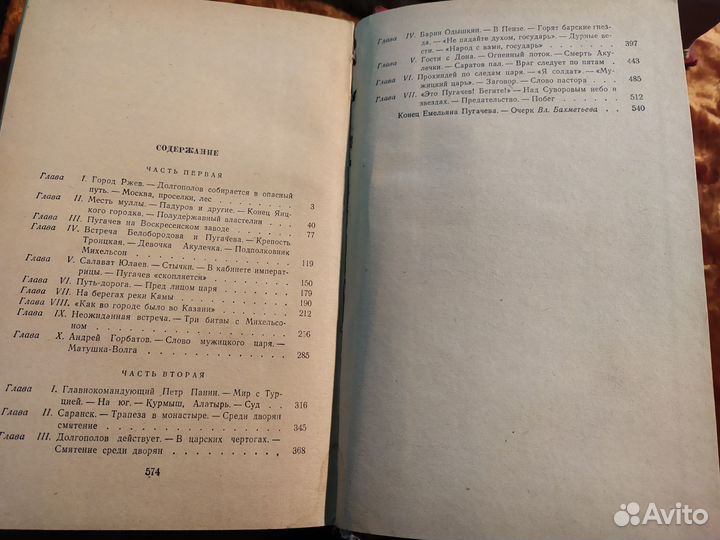 СОДЕРЖАНИЕ
ЧАСТЬ ПЕРВАЯ
Глава I. Город Ржев. — Долгополов собирается в опасный
путь. — Москва, проселки, лес . . . . . . . . . 3
Глава II. Месть муллы. — Падуров и другие. — Конец Яиц-
кого городка. — Полудержавный властелин . . . 40
Глава III. Пугачев на Воскресенском заводе . . . . . 77
Глава IV. Встреча Белобородова и Пугачева. — Крепость
Троицкая. — Девочка Акулечка. — Подполковник
Михельсон . . . . . . . . . . . . 119
Глава V. Салават Юлаев. — Стычки. — В кабинете императ-
рицы. — Пугачев «скопляется» . . . . . . . 150
Глава VI. Путь-дорога. — Пред лицом царя . . . . . . 179
Глава VII. На берегах реки Камы . . . . . . . . . 190
Глава VIII. «Как во городе было во Казани» . . . . . 212
Глава IX. Неожиданная встреча. — Три битвы с Михельсо-
ном . . . . . . . . . . . . . . 256
Глава X. Андрей Горбатов. — Слово мужицкого царя. —
Матушка-Волга . . . . . . . . . . . 285
ЧАСТЬ ВТОРАЯ
Глава I. Главнокомандующий Петр Панин. — Мир с Тур-
цией. — На юг. — Курмыш, Алатырь. — Суд . . 316
Глава II. Саранск. — Трапеза в монастыре. — Среди дворян
смятение . . . . . . . . . . . . . 345
Глава III. Долгополов действует. — В царских чертогах. —
Смятение среди дворян . . . . . . . . . 368
574
Глава IV. Барин Одышкин. — В Пензе. — Горят барские гнез-
да. — «Не падайте духом, государь». — Дурные ве-
сти. — «Народ с вами, государь» . . . . . . . 397
Глава V. Гости с Дона. — Огненный поток. — Смерть Аку-
лечки. — Саратов пал. — Враг следует по пятам 443
Глава VI. Прохиндей по следам царя. — «Я солдат». — «Му-
жицкий царь». — Заговор. — Слово пастора . . 485
Глава VII. «Это Пугачев! Бегите!» — Над Суворовым небо в
звездах. — Предательство. — Побег . . . . . 512
Конец Емельяна Пугачева. — Очерк Вл. Бахметьева . . . 540
Avito